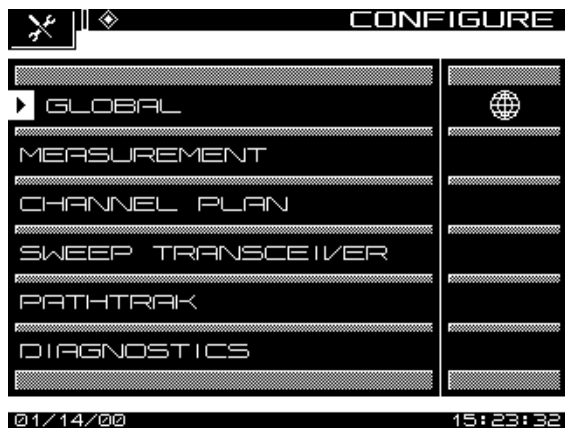 CONFIGURE
GLOBAL
MEASUREMENT
CHANNEL PLAN
SWEEP TRANSCEIVER
PATHTRAK
DIAGNOSTICS
01/14/00 15:23:32